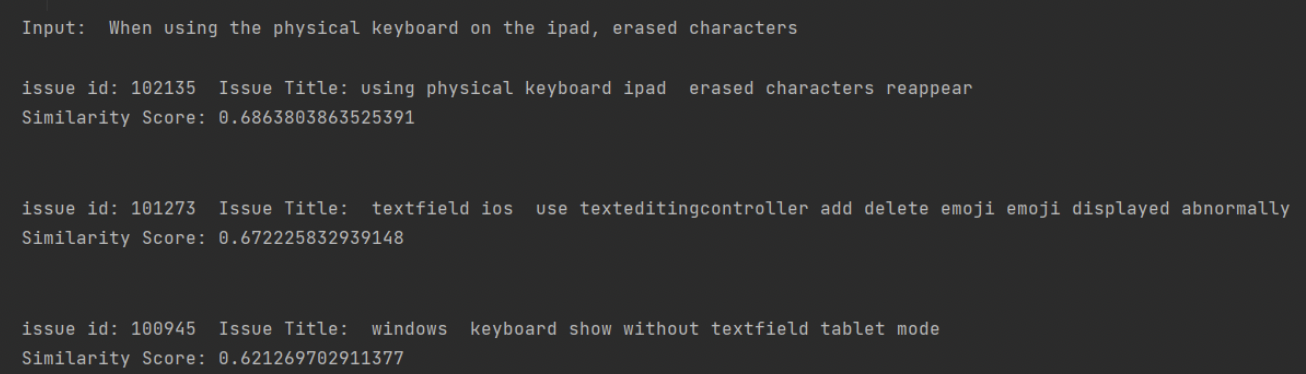 Input:  When using the physical keyboard on the ipad, erased characters
issue id: 102135  Issue Title: using physical keyboard ipad  erased characters reappear
Similarity Score: 0.6863803863525391
issue id: 101273  Issue Title:  textfield ios  use texteditingcontroller add delete emoji emoji displayed abnormally
Similarity Score: 0.672225832939148
issue id: 100945  Issue Title:  windows  keyboard show without textfield tablet mode
Similarity Score: 0.621269702911377